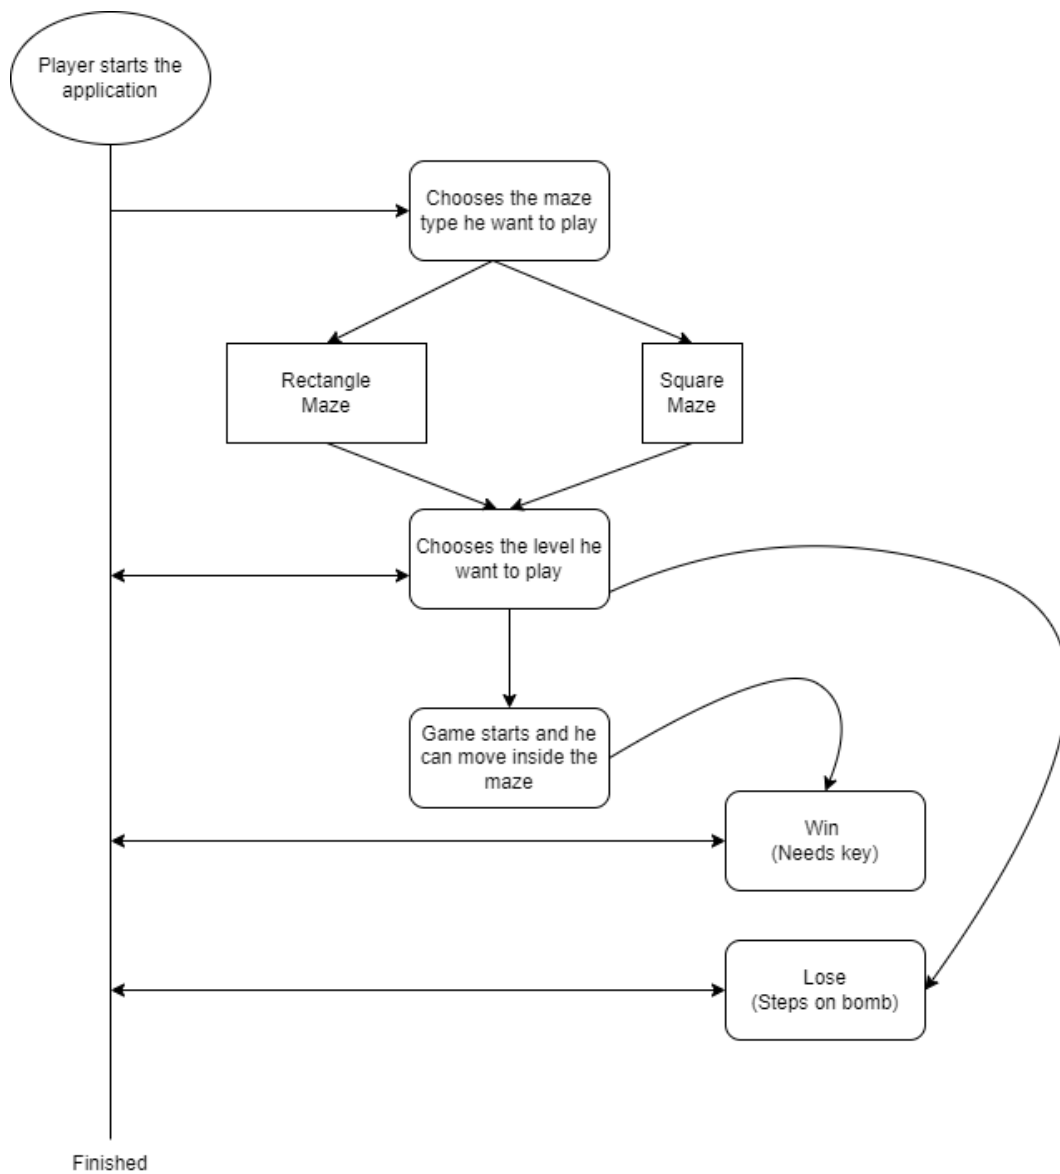 Player starts the
application
Chooses the maze
type he want to play
Rectangle
Maze
Square
Maze
Chooses the level he
want to play
Game starts and he
can move inside the
maze
Win
(Needs key)
Lose
(Steps on bomb)
Finished